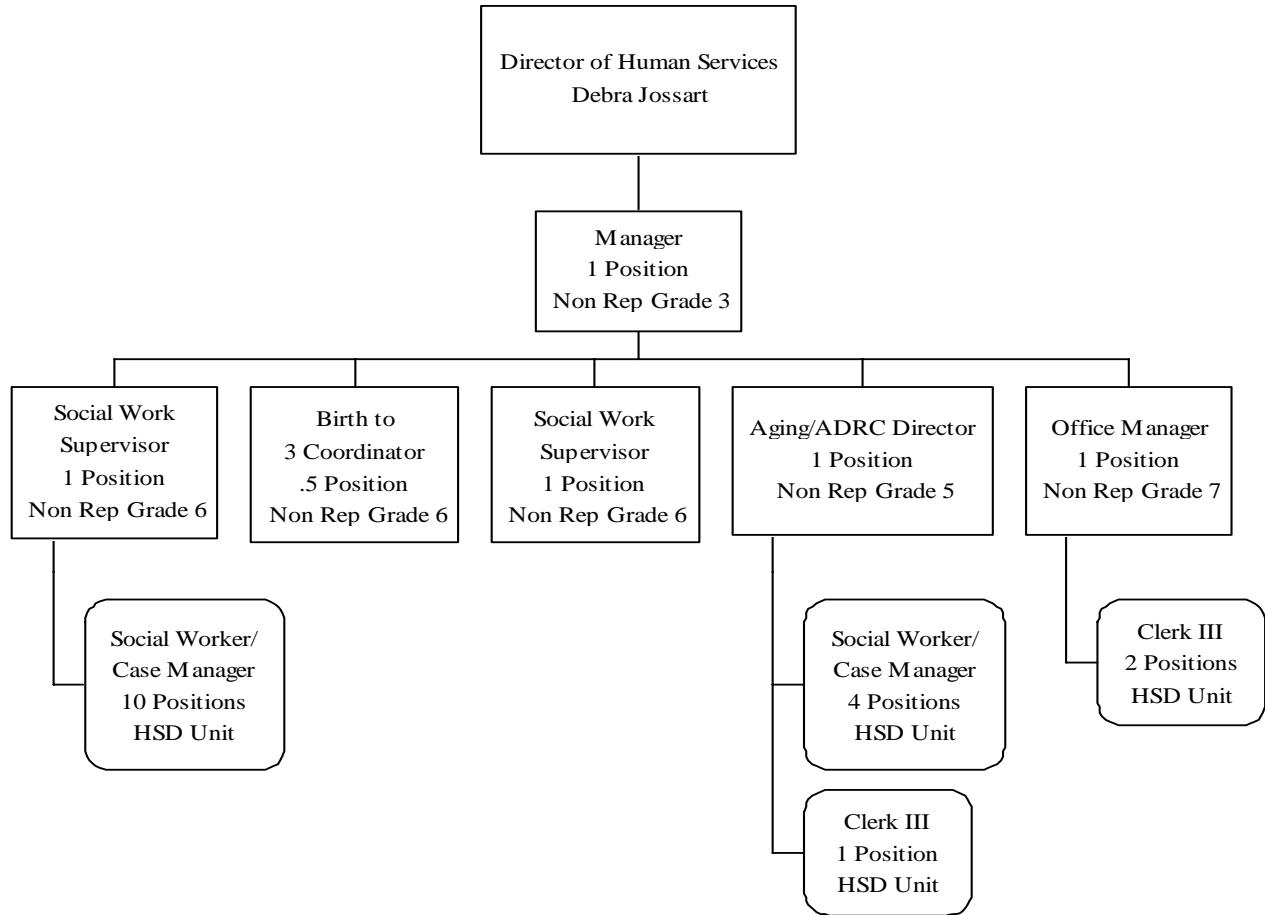 Director of Human Services
Debra Jossart
Manager
1 Position
Non Rep Grade 3
Social Work
Supervisor
1 Position
Non Rep Grade 6
Birth to
3 Coordinator
.5 Position
Non Rep Grade 6
Social Work
Supervisor
1 Position
Non Rep Grade 6
Aging/ADRC Director
1 Position
Non Rep Grade 5
Office Manager
1 Position
Non Rep Grade 7
Social Worker/
Case Manager
10 Positions
HSD Unit
Social Worker/
Case Manager
4 Positions
HSD Unit
Clerk III
2 Positions
HSD Unit
Clerk III
1 Position
HSD Unit